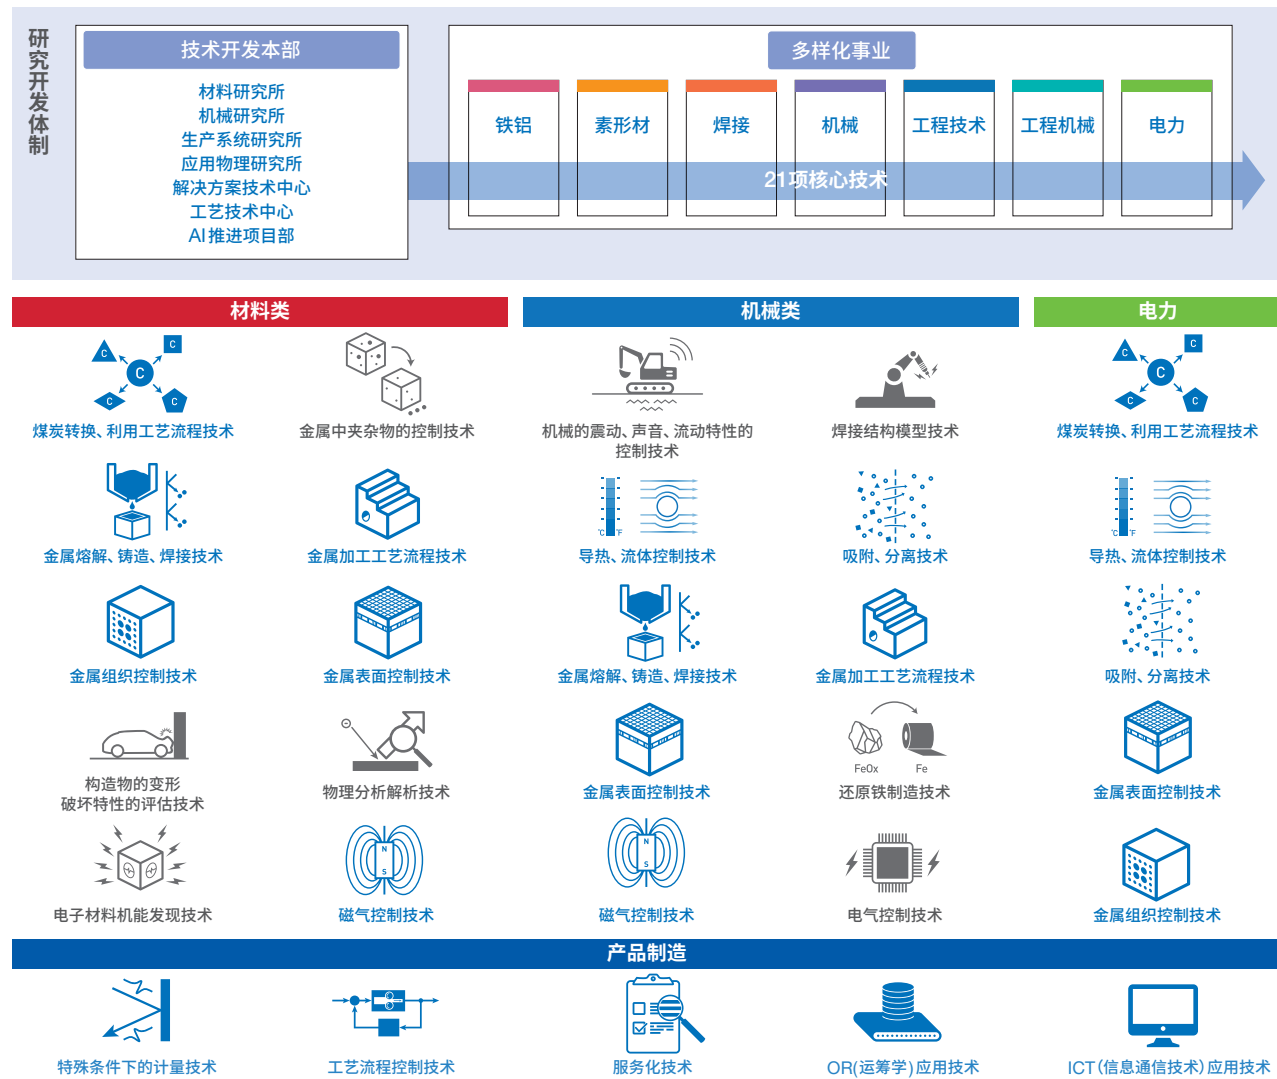 研究开发体制
技术开发本部
材料研究所
机械研究所
生产系统研究所
应用物理研究所
解决方案技术中心
工艺技术中心
AI推进项目部
多样化事业
铁铝
素形材
焊接
机械
工程技术
工程机械
电力
21项核心技术
材料类
机械类
电力
C C C C C
C C C C C
煤炭转换、利用工艺流程技术
金属中夹杂物的控制技术
机械的震动、声音、流动特性的
控制技术
焊接结构模型技术
煤炭转换、利用工艺流程技术
℃ ℉
℃ ℉
金属熔解、铸造、焊接技术
金属加工工艺流程技术
导热、流体控制技术
吸附、分离技术
导热、流体控制技术
金属组织控制技术
金属表面控制技术
金属熔解、铸造、焊接技术
金属加工工艺流程技术
吸附、分离技术
FeOx
Fe
构造物的变形
破坏特性的评估技术
物理分析解析技术
金属表面控制技术
还原铁制造技术
金属表面控制技术
N
S
N
S
电子材料机能发现技术
磁气控制技术
磁气控制技术
电气控制技术
金属组织控制技术
产品制造
特殊条件下的计量技术
工艺流程控制技术
服务化技术
OR(运筹学)应用技术
ICT(信息通信技术)应用技术